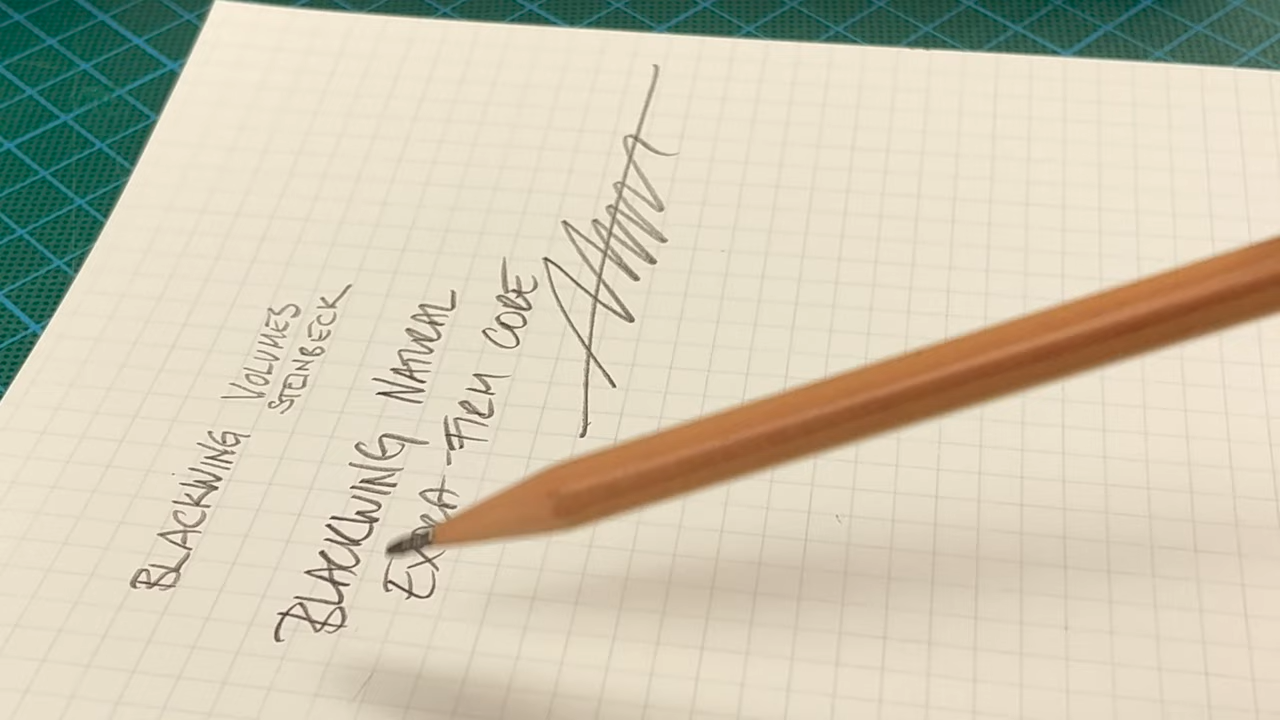 BLACKWING VOLUMES
STEINBECK
BLACKWING NATURAL
EXTRA-FIRM CORE